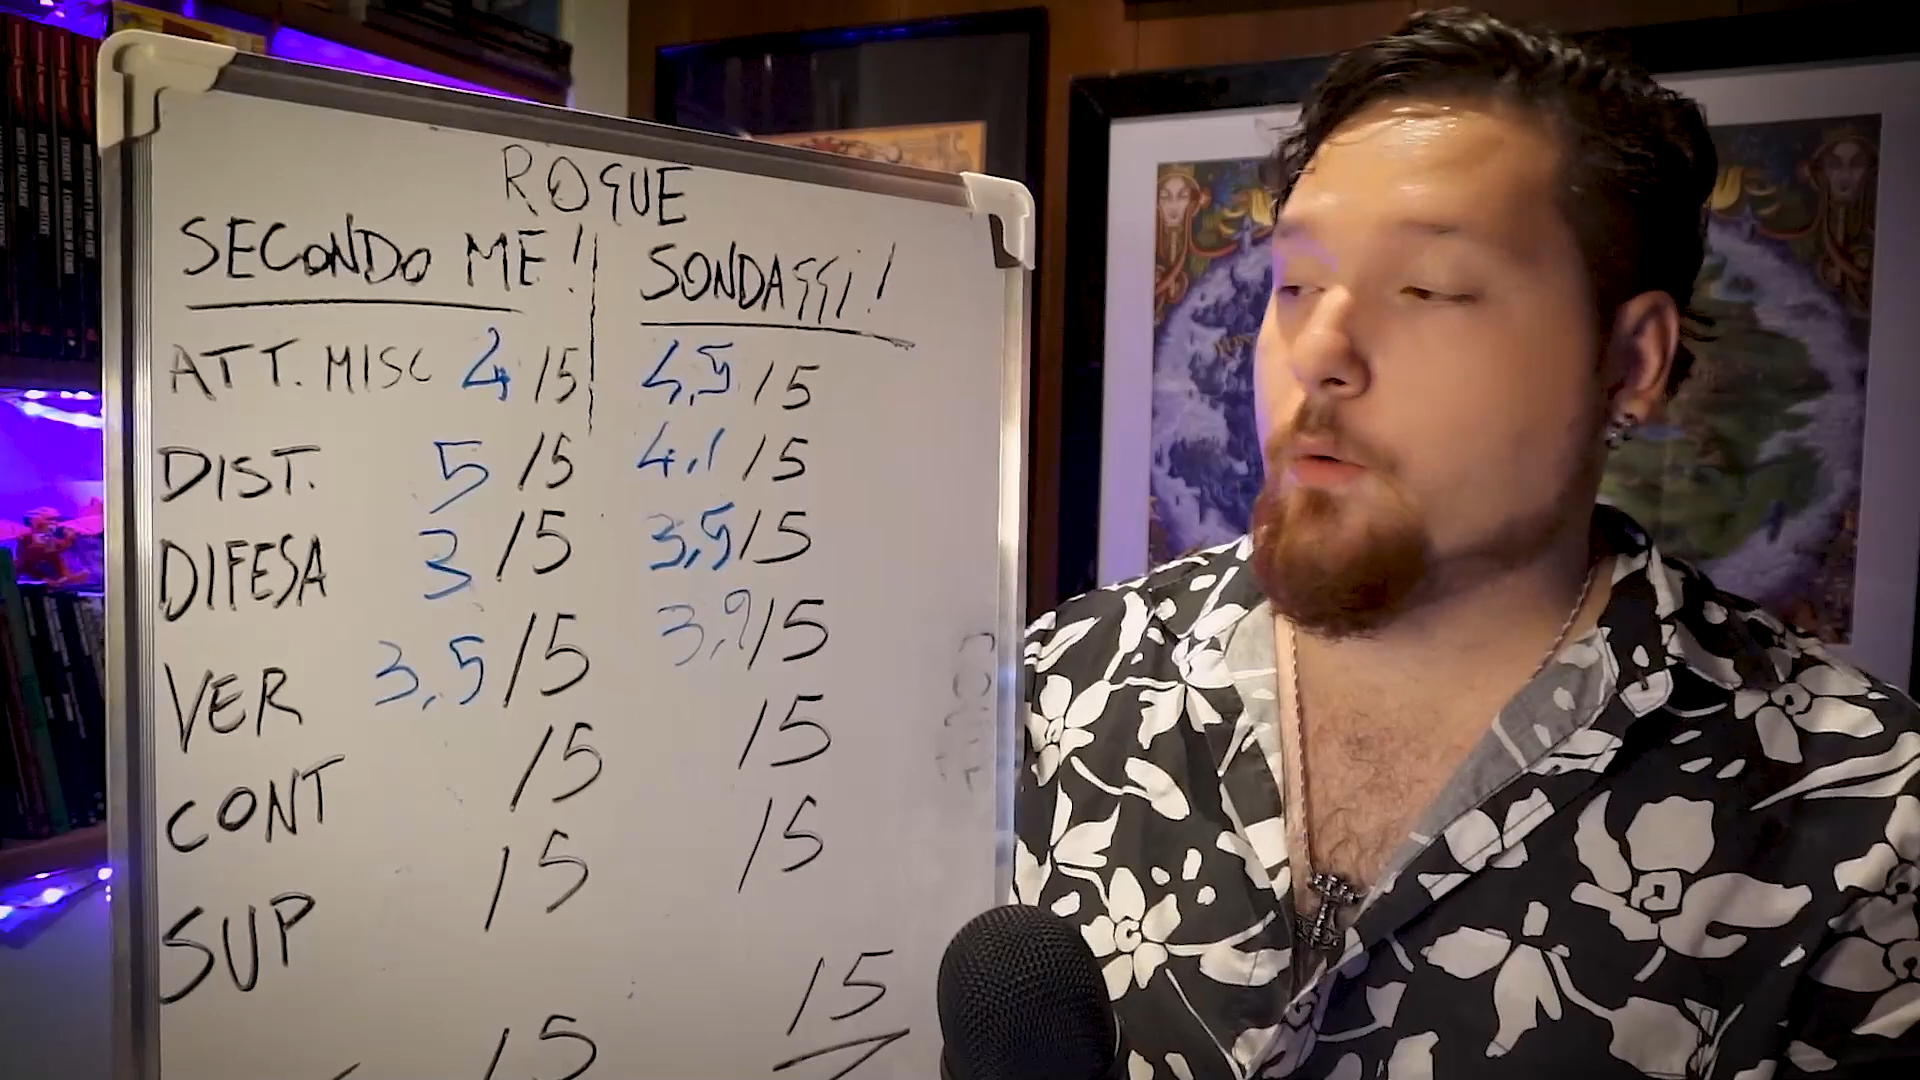 ROGUE
SECONDO ME! SONDAGGI!
ATT. MISC 4 /5 4,5 /5
DIST. 5 /5 4,1 /5
DIFESA 3 /5 3,5 /5
VER 3,5 /5 3,9 /5
CONT /5 /5
SUP /5 /5
/5 /5